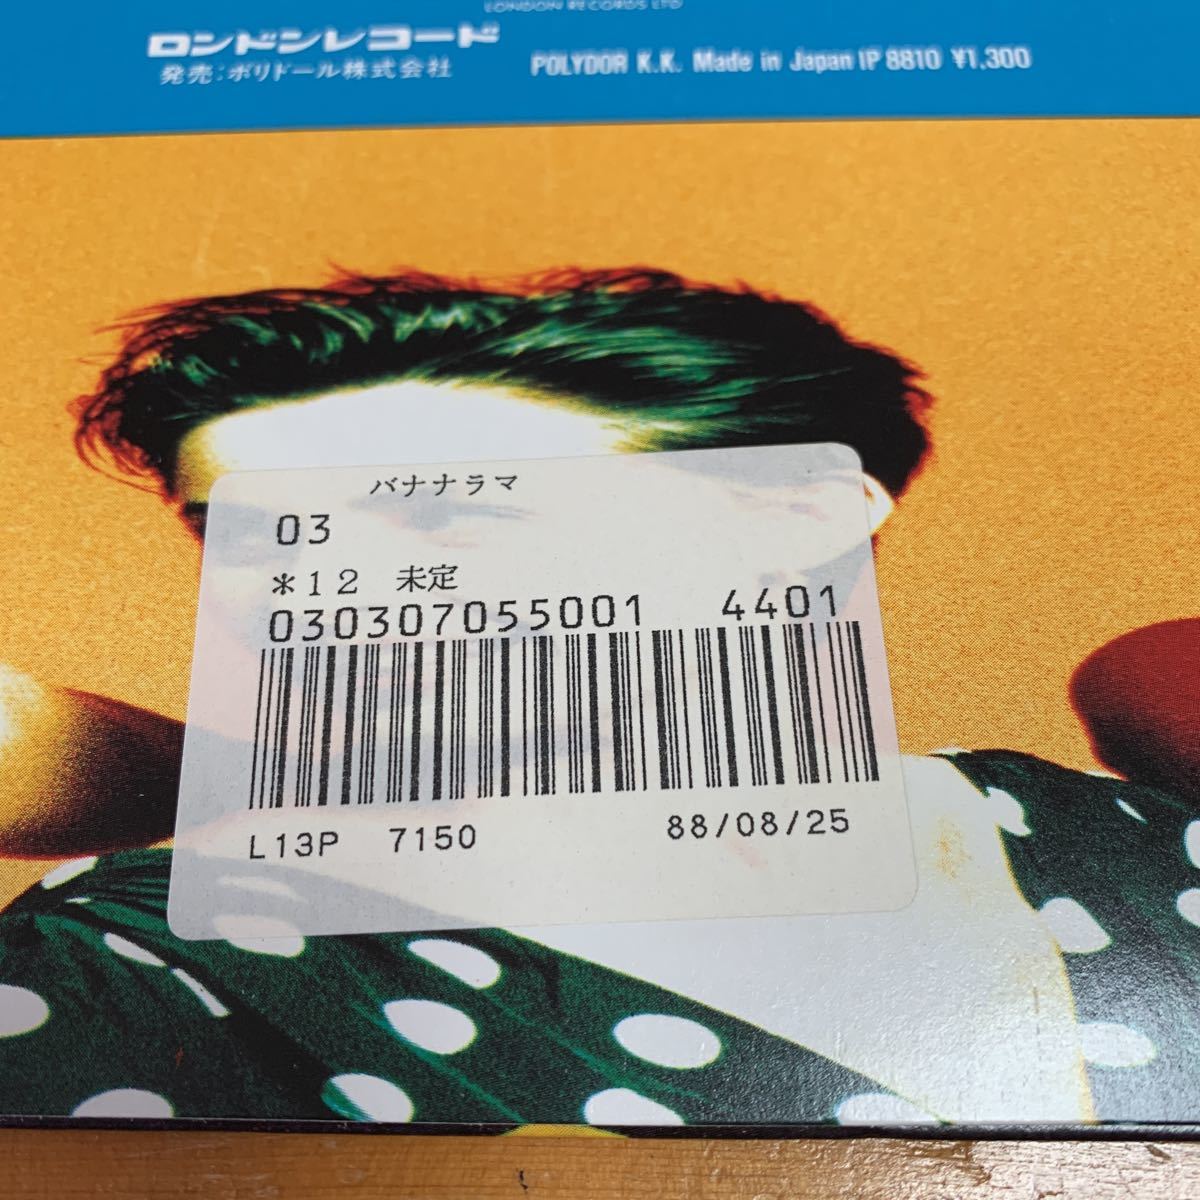 LONDON RECORDS LTD
ロンドンレコード
発売:ポリドール株式会社
POLYDOR K.K. Made in Japan IP 8810 ¥1,300
バナナラマ
03
*12 未定
030307055001 4401
L13P 7150 88/08/25